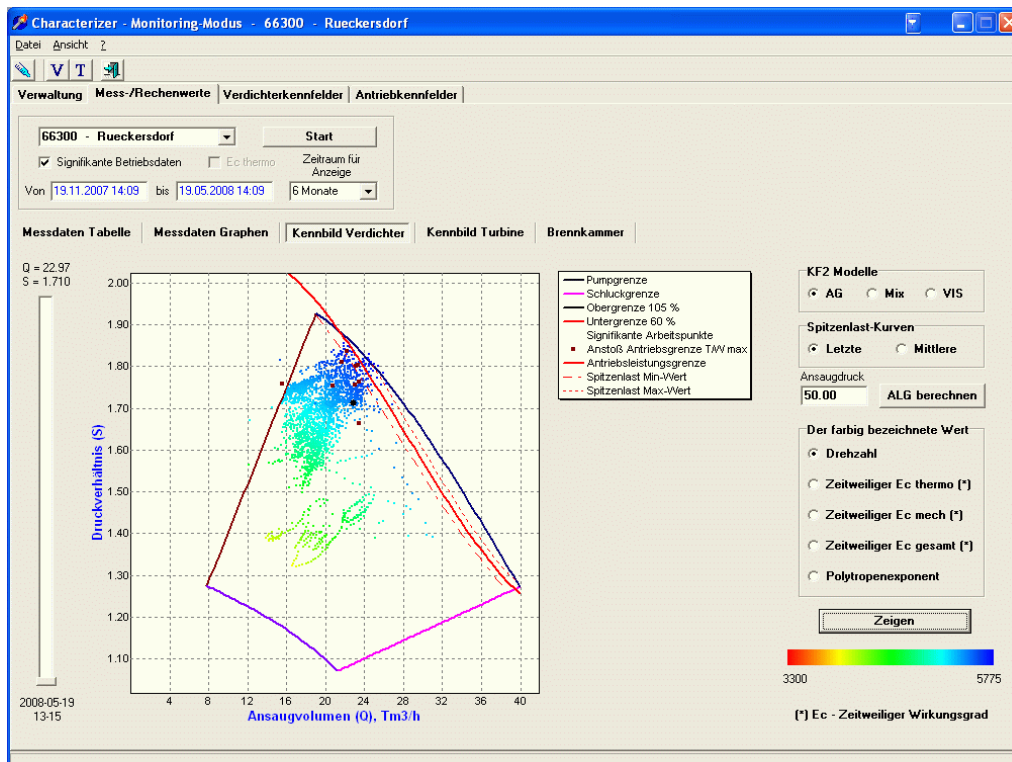 Characterizer - Monitoring-Modus - 66300 - Rueckersdorf
Datei Ansicht ?
V T
Verwaltung Mess-/Rechenwerte Verdichterkennfelder Antriebkennfelder
66300 - Rueckersdorf Start
Signifikante Betriebsdaten Ec thermo Zeitraum für
Anzeige
Von 19.11.2007 14:09 bis 19.05.2008 14:09 6 Monate
Messdaten Tabelle Messdaten Graphen Kennbild Verdichter Kennbild Turbine Brennkammer
Q = 22.97
S = 1.710
2008-05-19
13-15
Druckverhältnis (S)
2.00
1.90
1.80
1.70
1.60
1.50
1.40
1.30
1.20
1.10
4 8 12 16 20 24 28 32 36 40
Ansaugvolumen (Q), Tm3/h
Pumpgrenze
Schluckgrenze
Obergrenze 105 %
Untergrenze 60 %
Signifikante Arbeitspunkte
Anstoß Antriebsgrenze T/W max
Antriebsleistungsgrenze
Spitzenlast Min-Wert
Spitzenlast Max-Wert
KF2 Modelle
AG Mix VIS
Spitzenlast-Kurven
Letzte Mittlere
Ansaugdruck
50.00 ALG berechnen
Der farbig bezeichnete Wert
Drehzahl
Zeitweiliger Ec thermo (*)
Zeitweiliger Ec mech (*)
Zeitweiliger Ec gesamt (*)
Polytropenexponent
Zeigen
3300 5775
(*) Ec - Zeitweiliger Wirkungsgrad